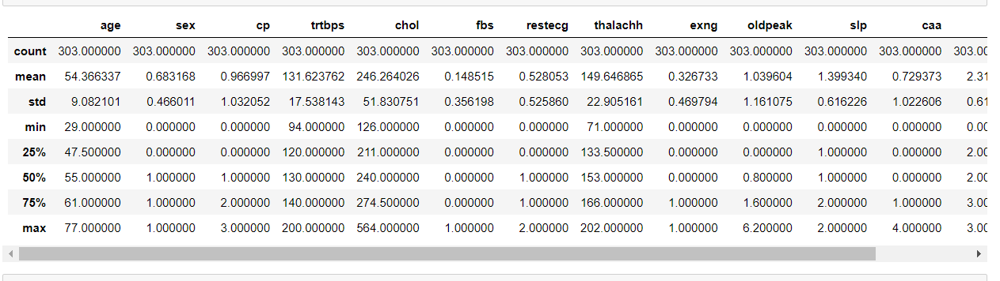 age sex cp trtbps chol fbs restecg thalachh exng oldpeak slp caa
count 303.000000 303.000000 303.000000 303.000000 303.000000 303.000000 303.000000 303.000000 303.000000 303.000000 303.000000 303.000000 303.00
mean 54.366337 0.683168 0.966997 131.623762 246.264026 0.148515 0.528053 149.646865 0.326733 1.039604 1.399340 0.729373 2.31
std 9.082101 0.466011 1.032052 17.538143 51.830751 0.356198 0.525860 22.905161 0.469794 1.161075 0.616226 1.022606 0.61
min 29.000000 0.000000 0.000000 94.000000 126.000000 0.000000 0.000000 71.000000 0.000000 0.000000 0.000000 0.000000 0.00
25% 47.500000 0.000000 0.000000 120.000000 211.000000 0.000000 0.000000 133.500000 0.000000 0.000000 1.000000 0.000000 2.00
50% 55.000000 1.000000 1.000000 130.000000 240.000000 0.000000 1.000000 153.000000 0.000000 0.800000 1.000000 0.000000 2.00
75% 61.000000 1.000000 2.000000 140.000000 274.500000 0.000000 1.000000 166.000000 1.000000 1.600000 2.000000 1.000000 3.00
max 77.000000 1.000000 3.000000 200.000000 564.000000 1.000000 2.000000 202.000000 1.000000 6.200000 2.000000 4.000000 3.00